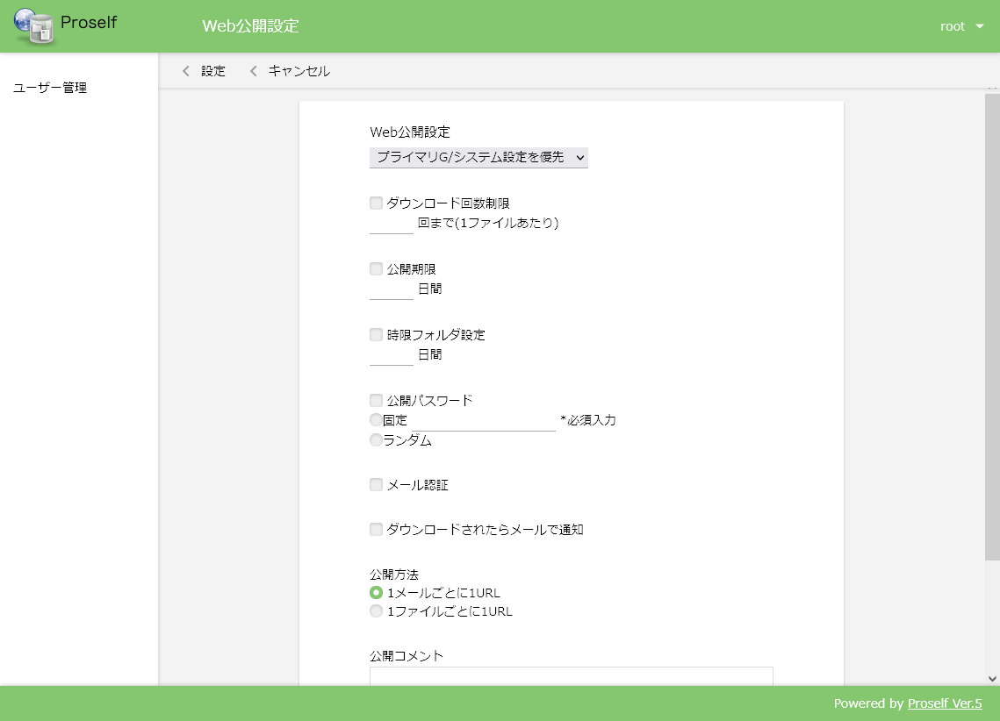 Proself
Web公開設定
root
ユーザー管理
設定 キャンセル
Web公開設定
プライマリG/システム設定を優先
ダウンロード回数制限
回まで(1ファイルあたり)
公開期限
日間
時限フォルダ設定
日間
公開パスワード
固定 *必須入力
ランダム
メール認証
ダウンロードされたらメールで通知
公開方法
1メールごとに1URL
1ファイルごとに1URL
公開コメント
Powered by Proself Ver.5